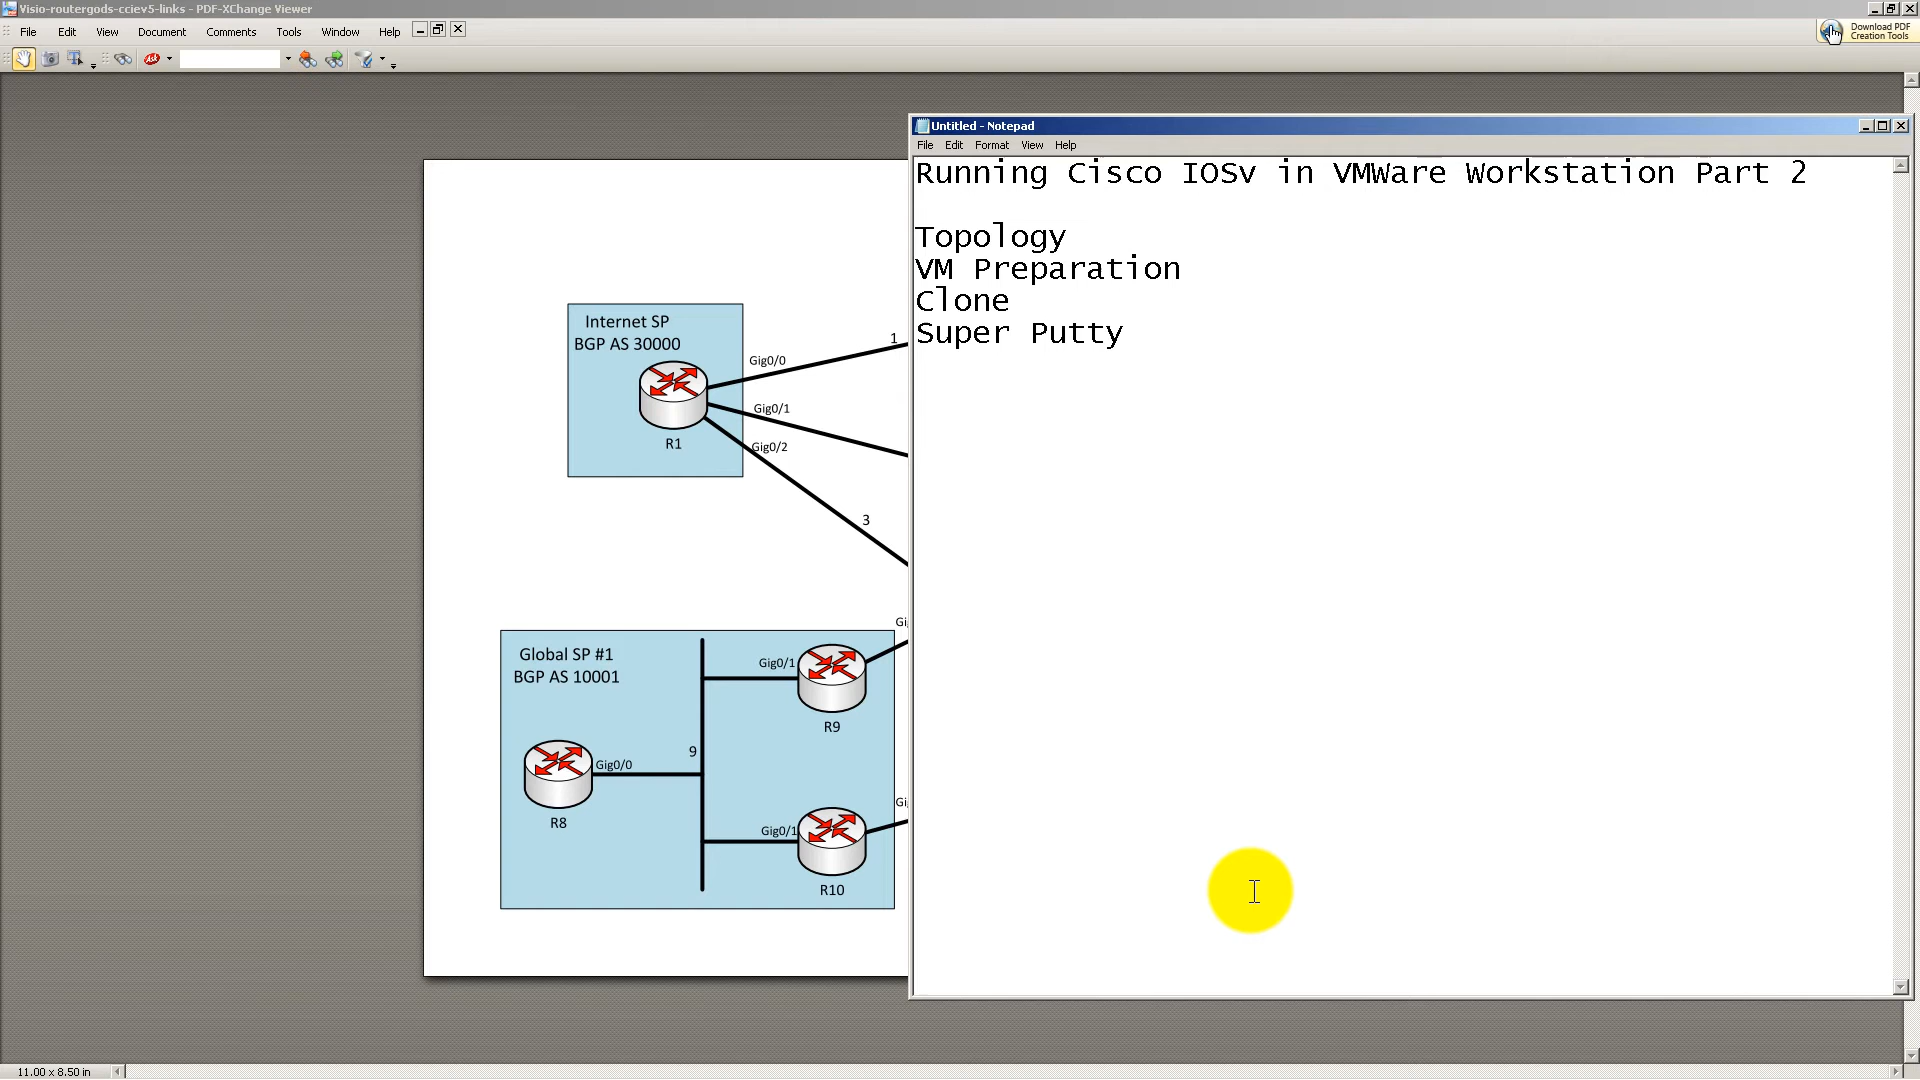 Visio-routergods-cciev5-links - PDF-XChange Viewer
File Edit View Document Comments Tools Window Help
Download PDF
Creation Tools
Ask
Untitled - Notepad
File Edit Format View Help
Running Cisco IOSv in VMWare Workstation Part 2
Topology
VM Preparation
Clone
Super Putty
Internet SP
BGP AS 30000
R1
Gig0/0
1
Gig0/1
Gig0/2
3
Global SP #1
BGP AS 10001
Gig0/1
R9
9
Gig0/0
R8
Gig0/1
R10
11.00 x 8.50 in